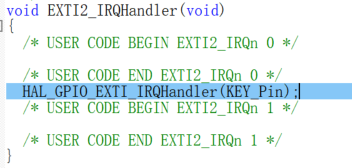 void EXTI2_IRQHandler(void)
{
/* USER CODE BEGIN EXTI2_IRQn 0 */
/* USER CODE END EXTI2_IRQn 0 */
HAL_GPIO_EXTI_IRQHandler(KEY_Pin);
/* USER CODE BEGIN EXTI2_IRQn 1 */
/* USER CODE END EXTI2_IRQn 1 */
}